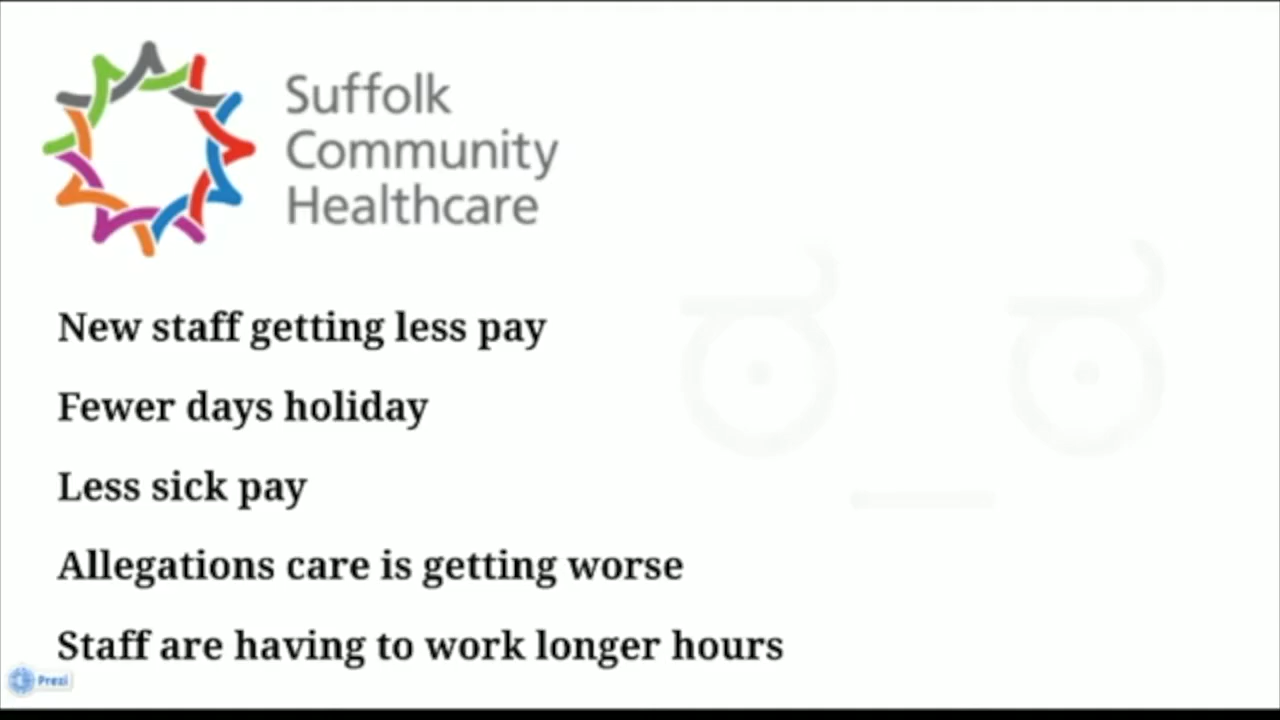 Suffolk
Community
Healthcare
New staff getting less pay
Fewer days holiday
Less sick pay
Allegations care is getting worse
Staff are having to work longer hours
Prezi
ಠ_ಠ